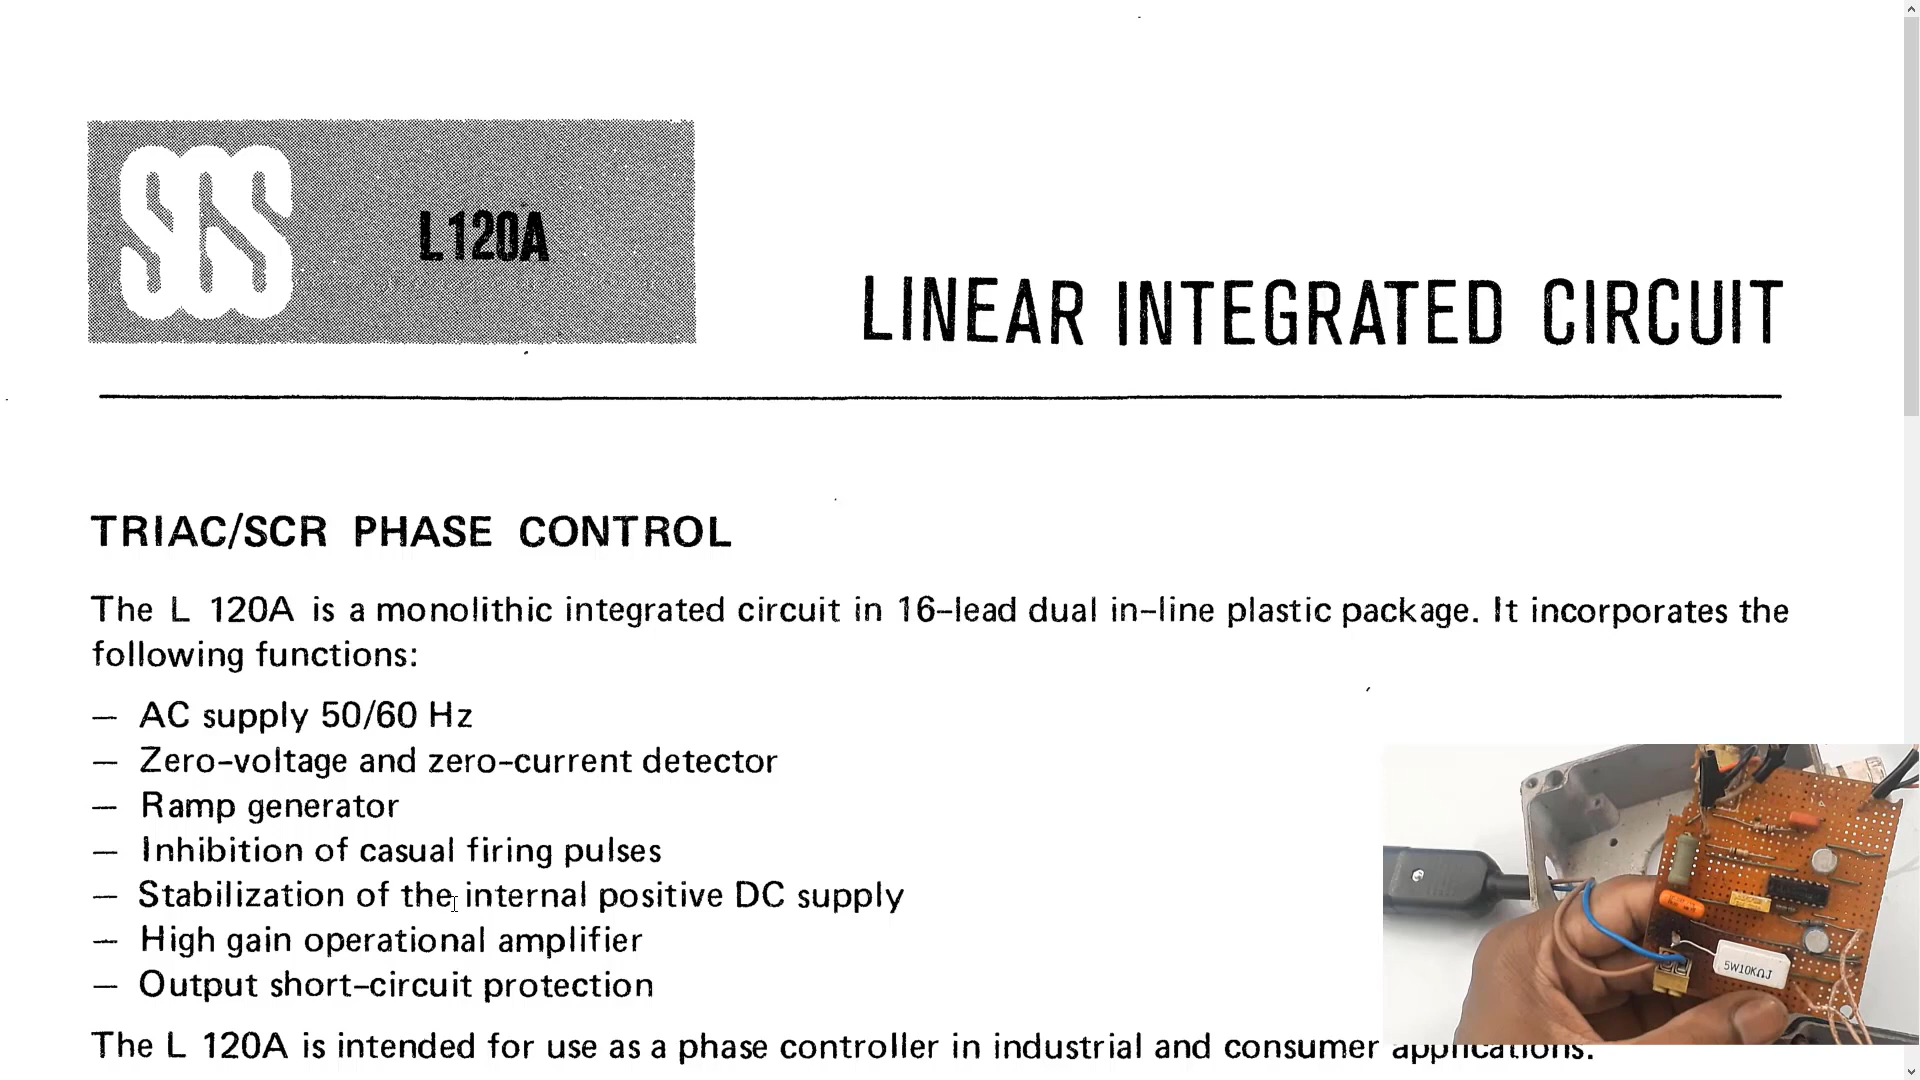 SGS
L120A
LINEAR INTEGRATED CIRCUIT
TRIAC/SCR PHASE CONTROL
The L 120A is a monolithic integrated circuit in 16-lead dual in-line plastic package. It incorporates the
following functions:
— AC supply 50/60 Hz
— Zero-voltage and zero-current detector
— Ramp generator
— Inhibition of casual firing pulses
— Stabilization of the internal positive DC supply
— High gain operational amplifier
— Output short-circuit protection
5W10KΩJ
The L 120A is intended for use as a phase controller in industrial and consumer applications.